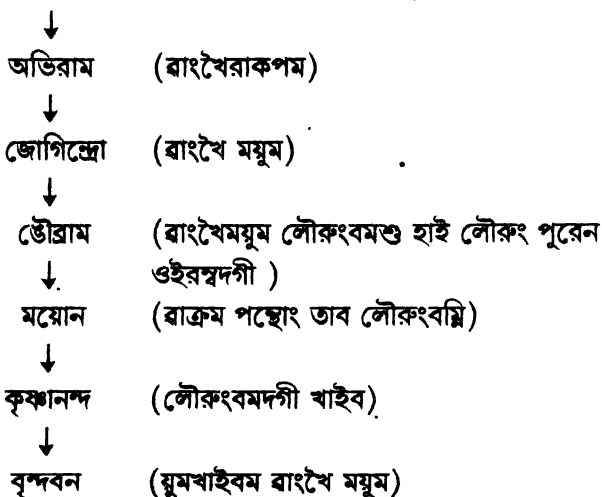 ↓
অভিরাম (ৱাংখৈরাকপম)
↓
জোগিন্দ্রো (ৱাংখৈ ময়ুম)
↓
ঙৌব্রাম (ৱাংখৈময়ুম লৌরুংবমশু হাই লৌরুং পুরেন
↓ ওইরম্বদগী )
ময়োন (ৱাক্রম পন্থোং তাব লৌরুংবম্নি)
↓
কৃষ্ণানন্দ (লৌরুংবমদগী খাইব)
↓
বৃন্দবন (য়ুমখাইবম ৱাংখৈ ময়ুম)